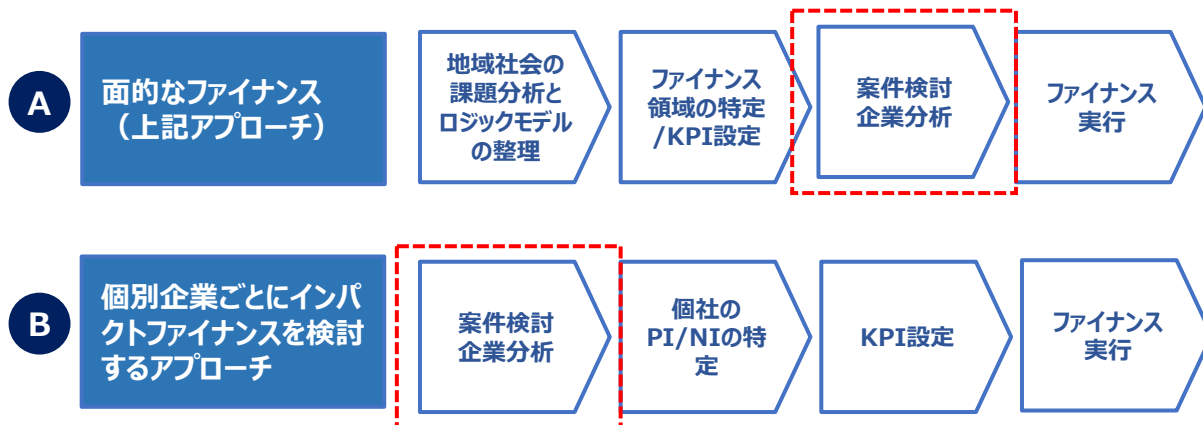 A
面的なファイナンス
（上記アプローチ）
地域社会の
課題分析と
ロジックモデル
の整理
ファイナンス
領域の特定
/KPI設定
案件検討
企業分析
ファイナンス
実行
B
個別企業ごとにインパ
クトファイナンスを検討
するアプローチ
案件検討
企業分析
個社の
PI/NIの特
定
KPI設定
ファイナンス
実行